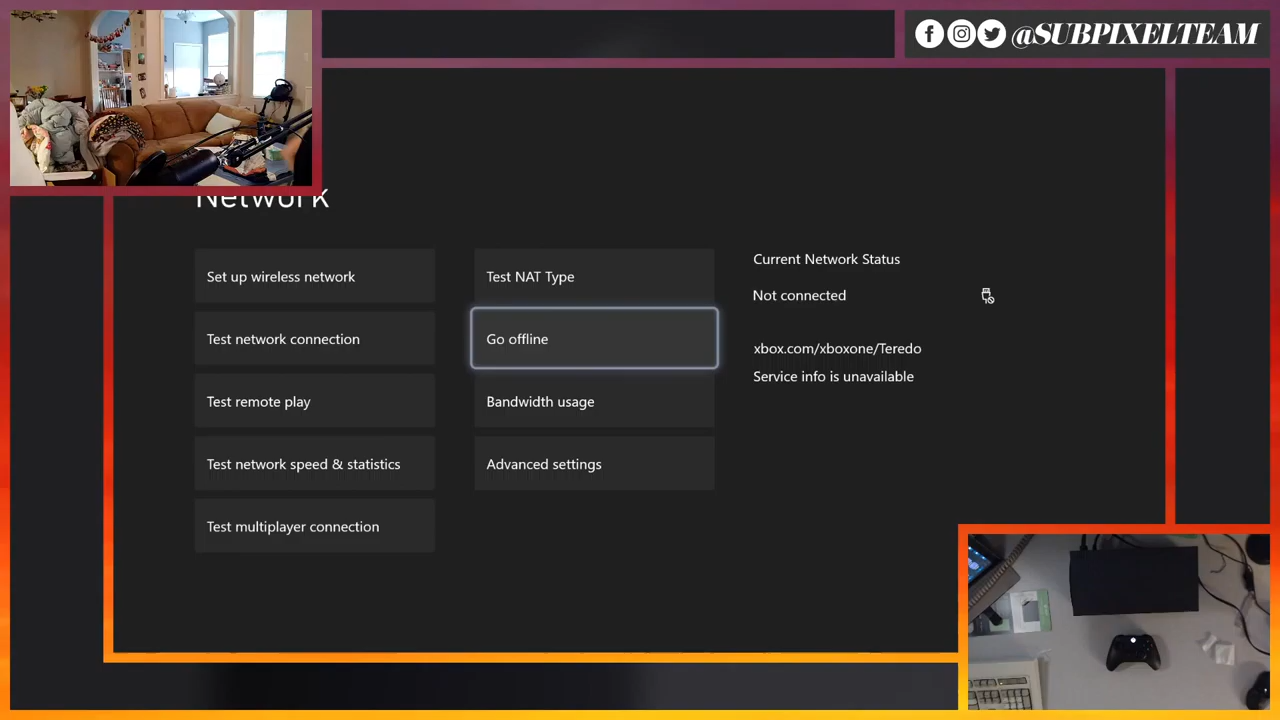 @SUBPIXELTEAM
Network
Set up wireless network
Test network connection
Test remote play
Test network speed & statistics
Test multiplayer connection
Test NAT Type
Go offline
Bandwidth usage
Advanced settings
Current Network Status
Not connected
xbox.com/xboxone/Teredo
Service info is unavailable